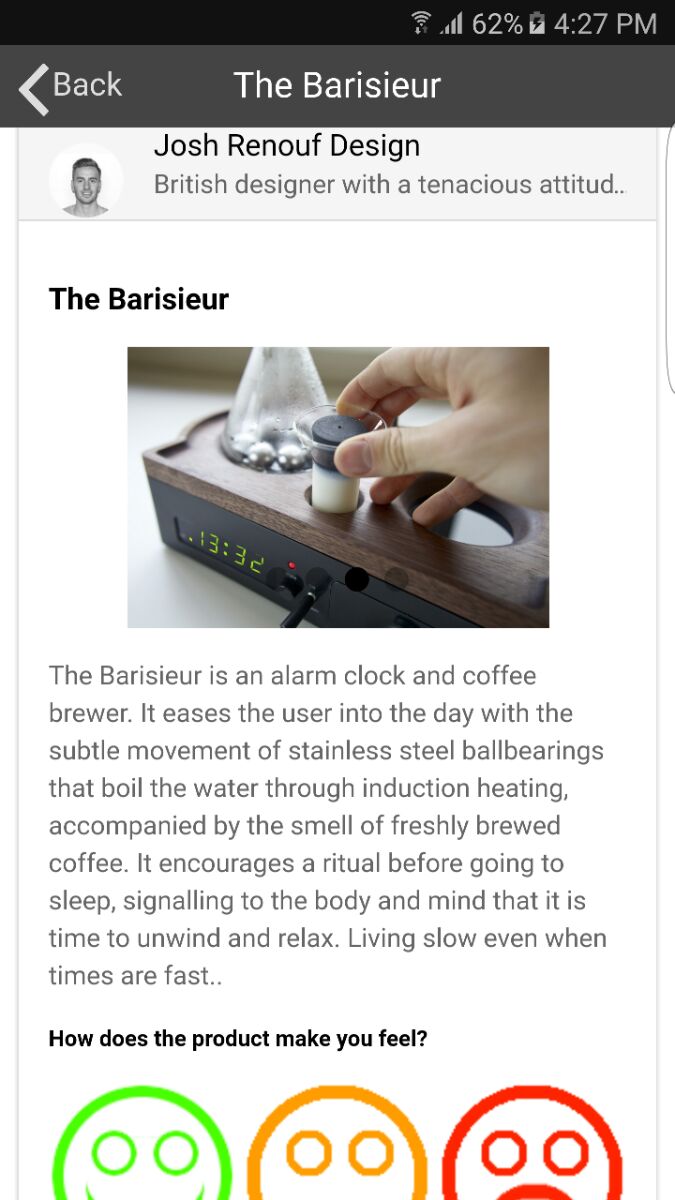 62% 4:27 PM
Back The Barisieur
Josh Renouf Design
British designer with a tenacious attitud..
The Barisieur
13:32
The Barisieur is an alarm clock and coffee
brewer. It eases the user into the day with the
subtle movement of stainless steel ballbearings
that boil the water through induction heating,
accompanied by the smell of freshly brewed
coffee. It encourages a ritual before going to
sleep, signalling to the body and mind that it is
time to unwind and relax. Living slow even when
times are fast..
How does the product make you feel?